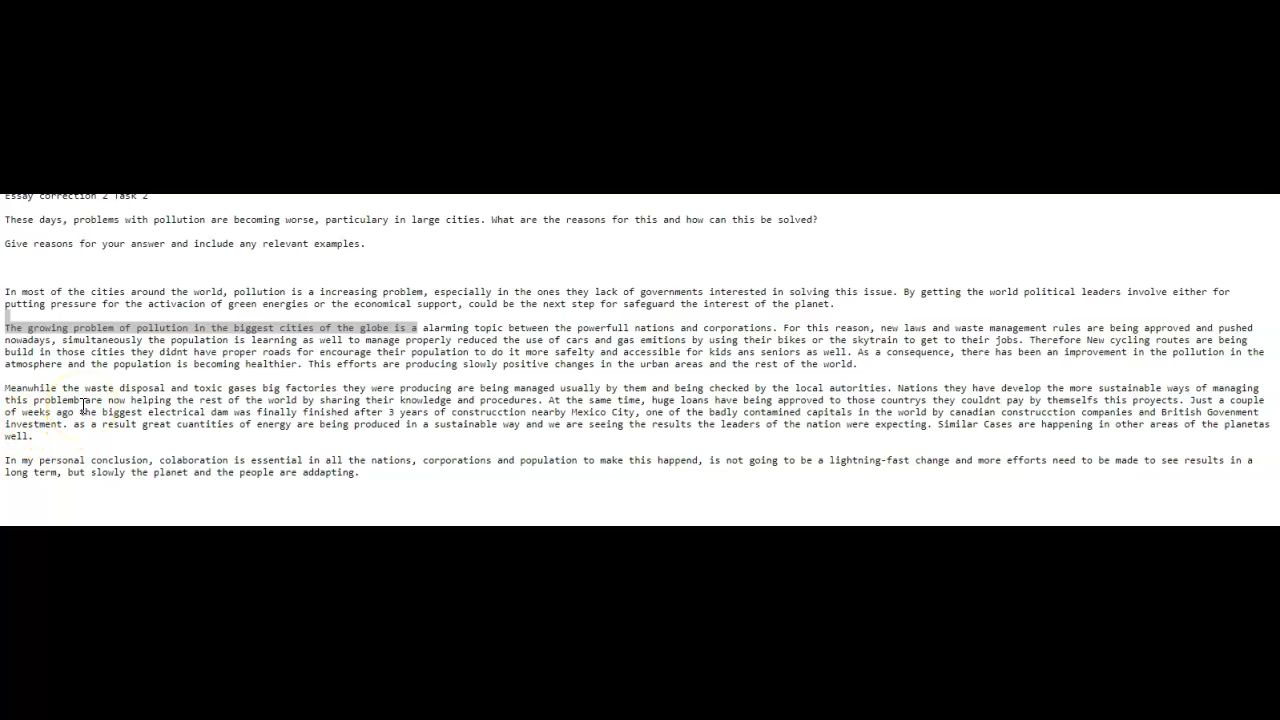 Essay correction 2 Task 2
These days, problems with pollution are becoming worse, particulary in large cities. What are the reasons for this and how can this be solved?
Give reasons for your answer and include any relevant examples.
In most of the cities around the world, pollution is a increasing problem, especially in the ones they lack of governments interested in solving this issue. By getting the world political leaders involve either for
putting pressure for the activacion of green energies or the economical support, could be the next step for safeguard the interest of the planet.
The growing problem of pollution in the biggest cities of the globe is a alarming topic between the powerfull nations and corporations. For this reason, new laws and waste management rules are being approved and pushed
nowadays, simultaneously the population is learning as well to manage properly reduced the use of cars and gas emitions by using their bikes or the skytrain to get to their jobs. Therefore New cycling routes are being
build in those cities they didnt have proper roads for encourage their population to do it more safelty and accessible for kids ans seniors as well. As a consequence, there has been an improvement in the pollution in the
atmosphere and the population is becoming healthier. This efforts are producing slowly positive changes in the urban areas and the rest of the world.
Meanwhile the waste disposal and toxic gases big factories they were producing are being managed usually by them and being checked by the local autorities. Nations they have develop the more sustainable ways of managing
this problemb are now helping the rest of the world by sharing their knowledge and procedures. At the same time, huge loans have being approved to those countrys they couldnt pay by themselfs this proyects. Just a couple
of weeks ago the biggest electrical dam was finally finished after 3 years of construcction nearby Mexico City, one of the badly contamined capitals in the world by canadian construcction companies and British Govenment
investment. as a result great cuantities of energy are being produced in a sustainable way and we are seeing the results the leaders of the nation were expecting. Similar Cases are happening in other areas of the planetas
well.
In my personal conclusion, colaboration is essential in all the nations, corporations and population to make this happend, is not going to be a lightning-fast change and more efforts need to be made to see results in a
long term, but slowly the planet and the people are addapting.